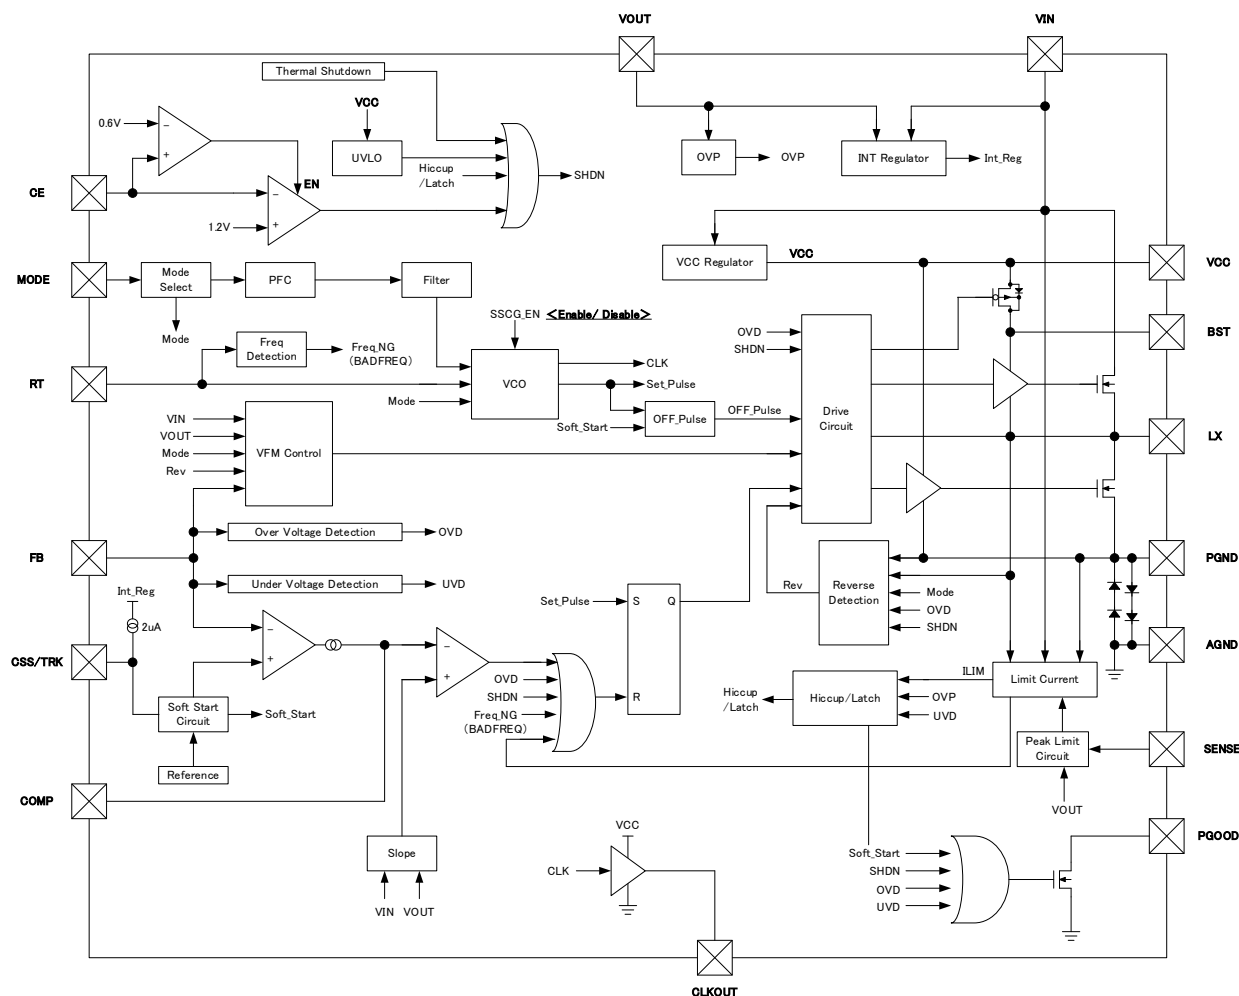 VOUT
VIN
Thermal Shutdown
VCC
0.6V
−
+
UVLO
Hiccup
/Latch
SHDN
OVP
OVP
INT Regulator
Int_Reg
CE
EN
−
+
1.2V
VCC Regulator
VCC
VCC
MODE
Mode
Select
PFC
Filter
Mode
SSCG_EN <Enable/ Disable>
Freq
Detection
Freq_NG
(BADFREQ)
RT
VCO
CLK
Set_Pulse
Mode
Soft_Start
OFF_Pulse
OFF_Pulse
OVD
SHDN
Drive
Circuit
BST
LX
VIN
VOUT
Mode
Rev
VFM Control
Over Voltage Detection
OVD
FB
Under Voltage Detection
UVD
Rev
Reverse
Detection
Mode
OVD
SHDN
PGND
Int_Reg
2uA
CSS/TRK
−
+
−
+
Set_Pulse
S
Q
R
OVD
SHDN
Freq_NG
(BADFREQ)
Soft Start
Circuit
Soft_Start
Reference
AGND
ILIM
Limit Current
Hiccup
/Latch
Hiccup/Latch
OVP
UVD
Peak Limit
Circuit
SENSE
VOUT
COMP
Slope
VIN
VOUT
VCC
CLK
Soft_Start
SHDN
OVD
UVD
PGOOD
CLKOUT